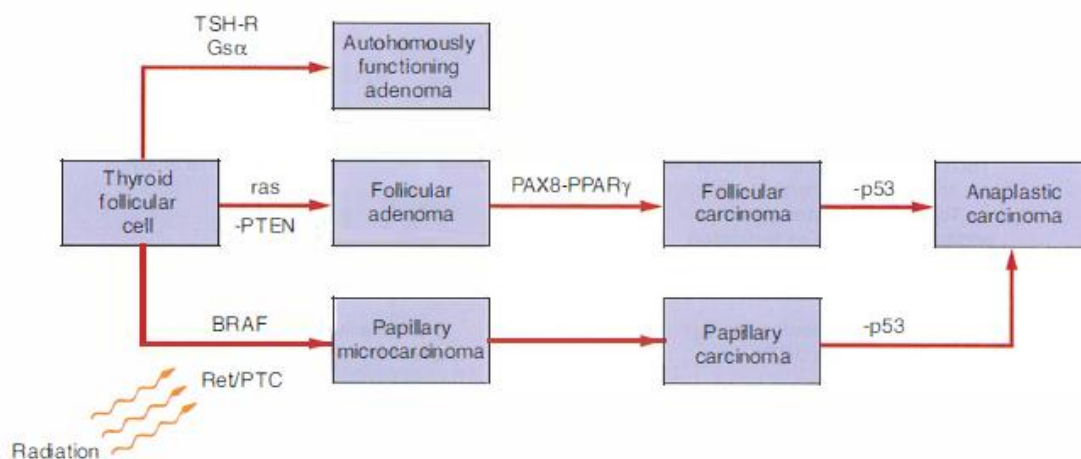 TSH-R
Gsα
Autohomously
functioning
adenoma
Thyroid
follicular
cell
ras
-PTEN
Follicular
adenoma
PAX8-PPARγ
Follicular
carcinoma
-p53
Anaplastic
carcinoma
BRAF
Ret/PTC
Papillary
microcarcinoma
Papillary
carcinoma
-p53
Radiation